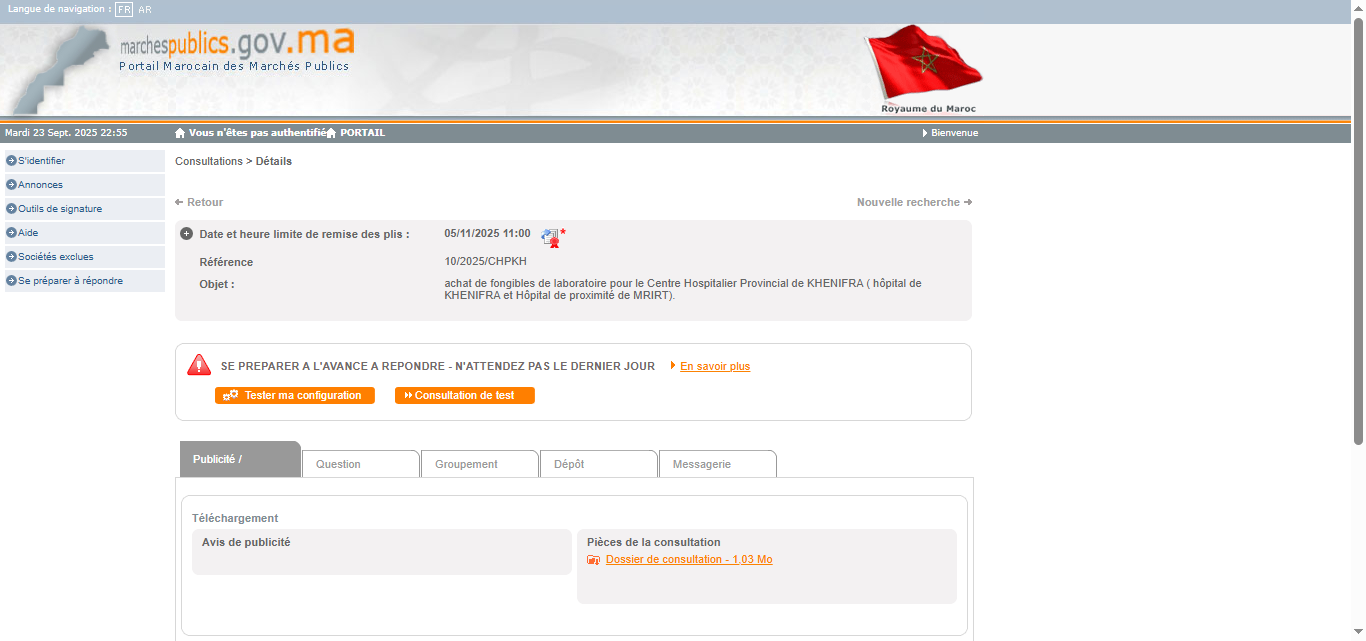 Langue de navigation : FR AR
marchespublics.gov.ma
Portail Marocain des Marchés Publics
Royaume du Maroc
Mardi 23 Sept. 2025 22:55
Vous n'êtes pas authentifié PORTAIL
Bienvenue
S'identifier
Annonces
Outils de signature
Aide
Sociétés exclues
Se préparer à répondre
Consultations > Détails
Retour
Nouvelle recherche
Date et heure limite de remise des plis : 05/11/2025 11:00 *
Référence 10/2025/CHPKH
Objet : achat de fongibles de laboratoire pour le Centre Hospitalier Provincial de KHENIFRA ( hôpital de
KHENIFRA et Hôpital de proximité de MRIRT).
SE PREPARER A L'AVANCE A REPONDRE - N'ATTENDEZ PAS LE DERNIER JOUR En savoir plus
Tester ma configuration
Consultation de test
Publicité /
Question
Groupement
Dépôt
Messagerie
Téléchargement
Avis de publicité
Pièces de la consultation
Dossier de consultation - 1,03 Mo